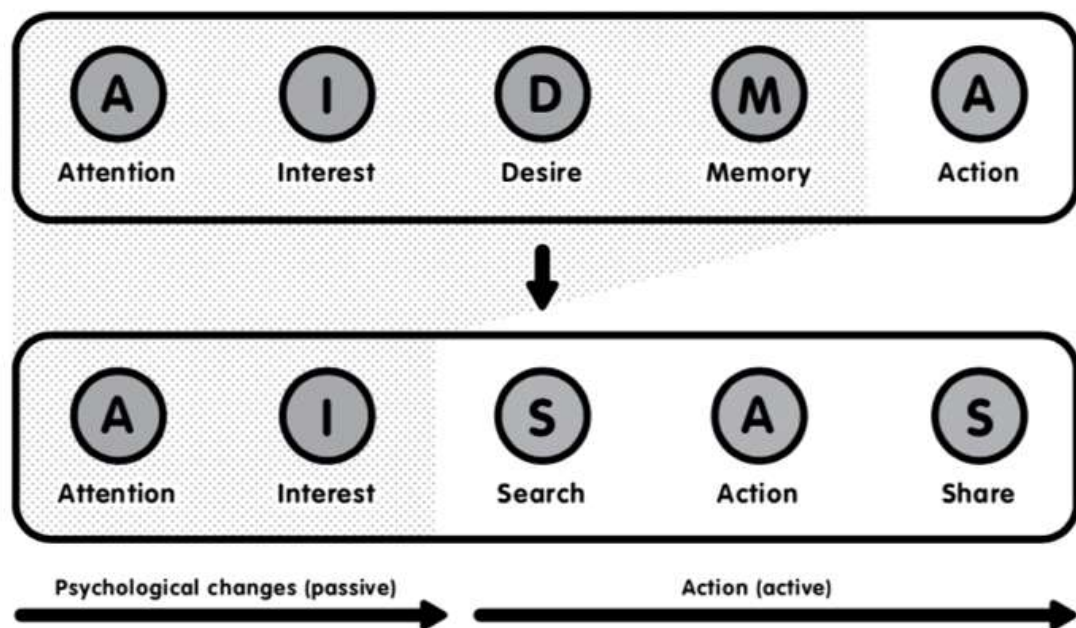 A I D M A
Attention Interest Desire Memory Action
A I S A S
Attention Interest Search Action Share
Psychological changes (passive) Action (active)